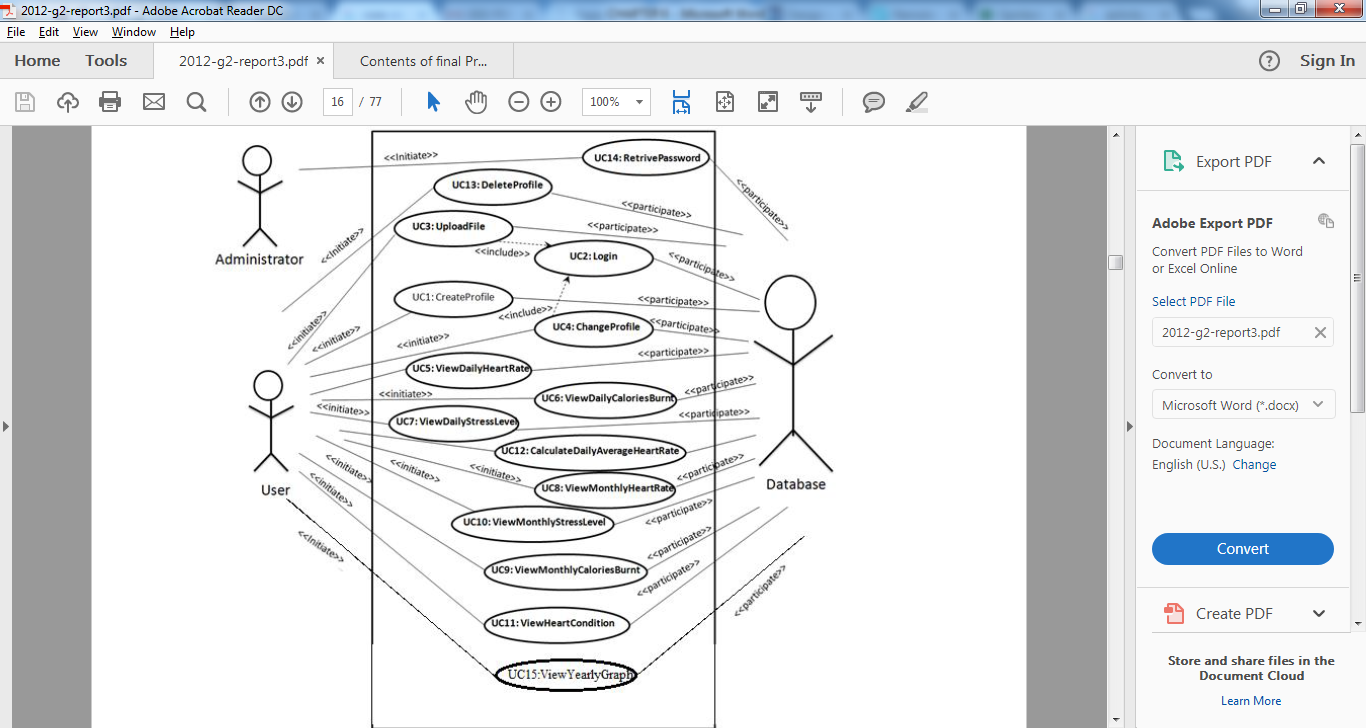 2012-g2-report3.pdf - Adobe Acrobat Reader DC
File Edit View Window Help
Home Tools 2012-g2-report3.pdf × Contents of final Pr... ? Sign In
16 / 77 100%
<<Initiate>>
UC14: RetrivePassword
UC13: DeleteProfile
<<participate>>
<<participate>>
UC3: UploadFile
<<participate>>
<<Initiate>>
<<include>>
UC2: Login
Administrator
<<participate>>
UC1: CreateProfile
<<participate>>
<<include>>
<<initiate>>
<<initiate>>
UC4: ChangeProfile
<<participate>>
<<initiate>>
<<participate>>
UC5: ViewDailyHeartRate
<<participate>>
<<initiate>>
UC6: ViewDailyCaloriesBurnt
<<initiate>>
<<participate>>
UC7: ViewDailyStressLevel
UC12: CalculateDailyAverageHeartRate
<<initiate>>
<<initiate>>
<<initiate>>
<<participate>>
User
<<initiate>>
UC8: ViewMonthlyHeartRate
Database
<<participate>>
UC10: ViewMonthlyStressLevel
<<Initiate>>
<<participate>>
UC9: ViewMonthlyCaloriesBurnt
<<participate>>
<<participate>>
UC11: ViewHeartCondition
UC15:ViewYearlyGraph
Export PDF
Adobe Export PDF
Convert PDF Files to Word
or Excel Online
Select PDF File
2012-g2-report3.pdf
Convert to
Microsoft Word (*.docx)
Document Language:
English (U.S.) Change
Convert
Create PDF
Store and share files in the
Document Cloud
Learn More